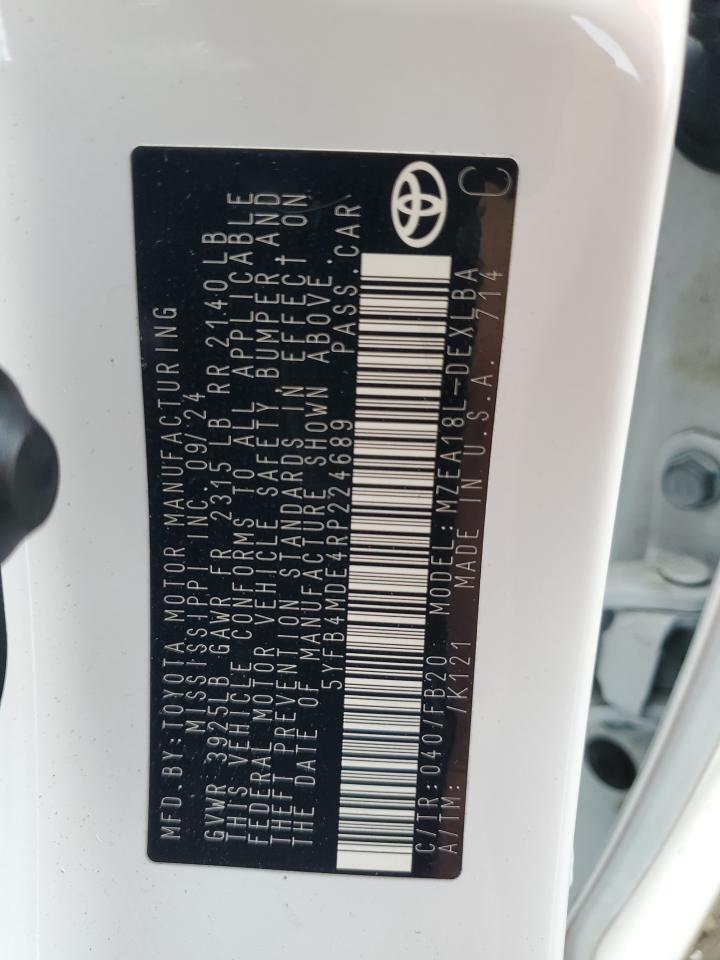 MFD.BY:TOYOTA MOTOR MANUFACTURING
MISSISSIPPI INC. 09/24
GVWR 3925LB GAWR FR 2315 LB RR 2140LB
THIS VEHICLE CONFORMS TO ALL APPLICABLE
FEDERAL MOTOR VEHICLE SAFETY, BUMPER AND
THEFT PREVENTION STANDARDS IN EFFECT ON
THE DATE OF MANUFACTURE SHOWN ABOVE.
5YFB4MDE4RP224689 PASS.CAR
C/TR:040/FB20 MODEL:MZEA18L-DEXLBA
A/TM: /K121 MADE IN U.S.A. 714
C